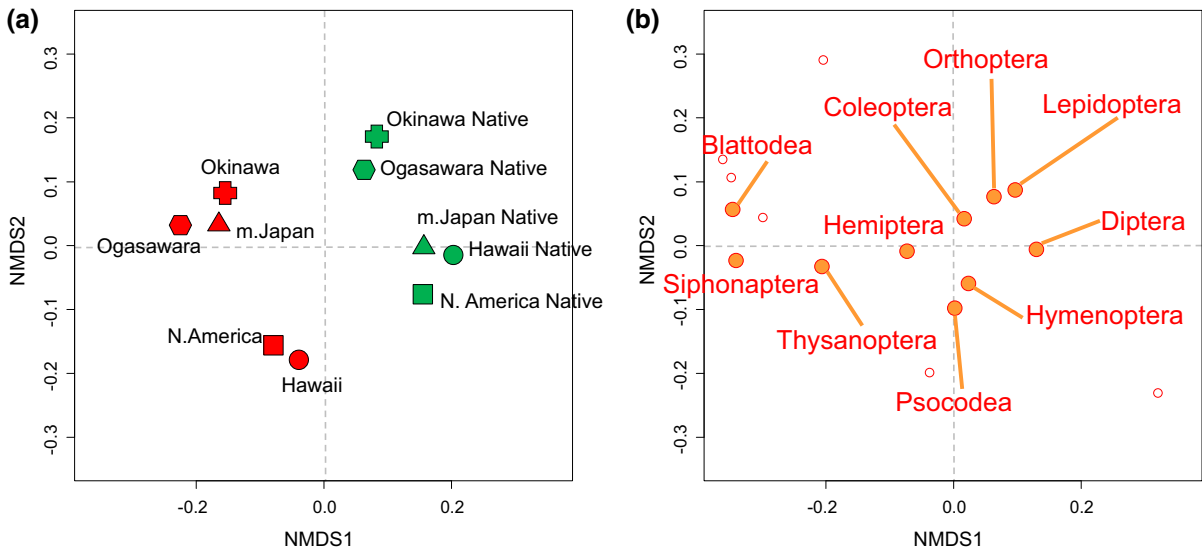 (a)
0.3
0.2
0.1
0.0
-0.1
-0.2
-0.3
NMDS2
Okinawa Native
Okinawa
Ogasawara Native
m.Japan Native
m.Japan
Ogasawara
Hawaii Native
N. America Native
N.America
Hawaii
-0.2
0.0
0.2
NMDS1
(b)
0.3
0.2
0.1
0.0
-0.1
-0.2
-0.3
NMDS2
Orthoptera
Coleoptera
Lepidoptera
Blattodea
Hemiptera
Diptera
Siphonaptera
Hymenoptera
Thysanoptera
Psocodea
-0.2
0.0
0.2
NMDS1